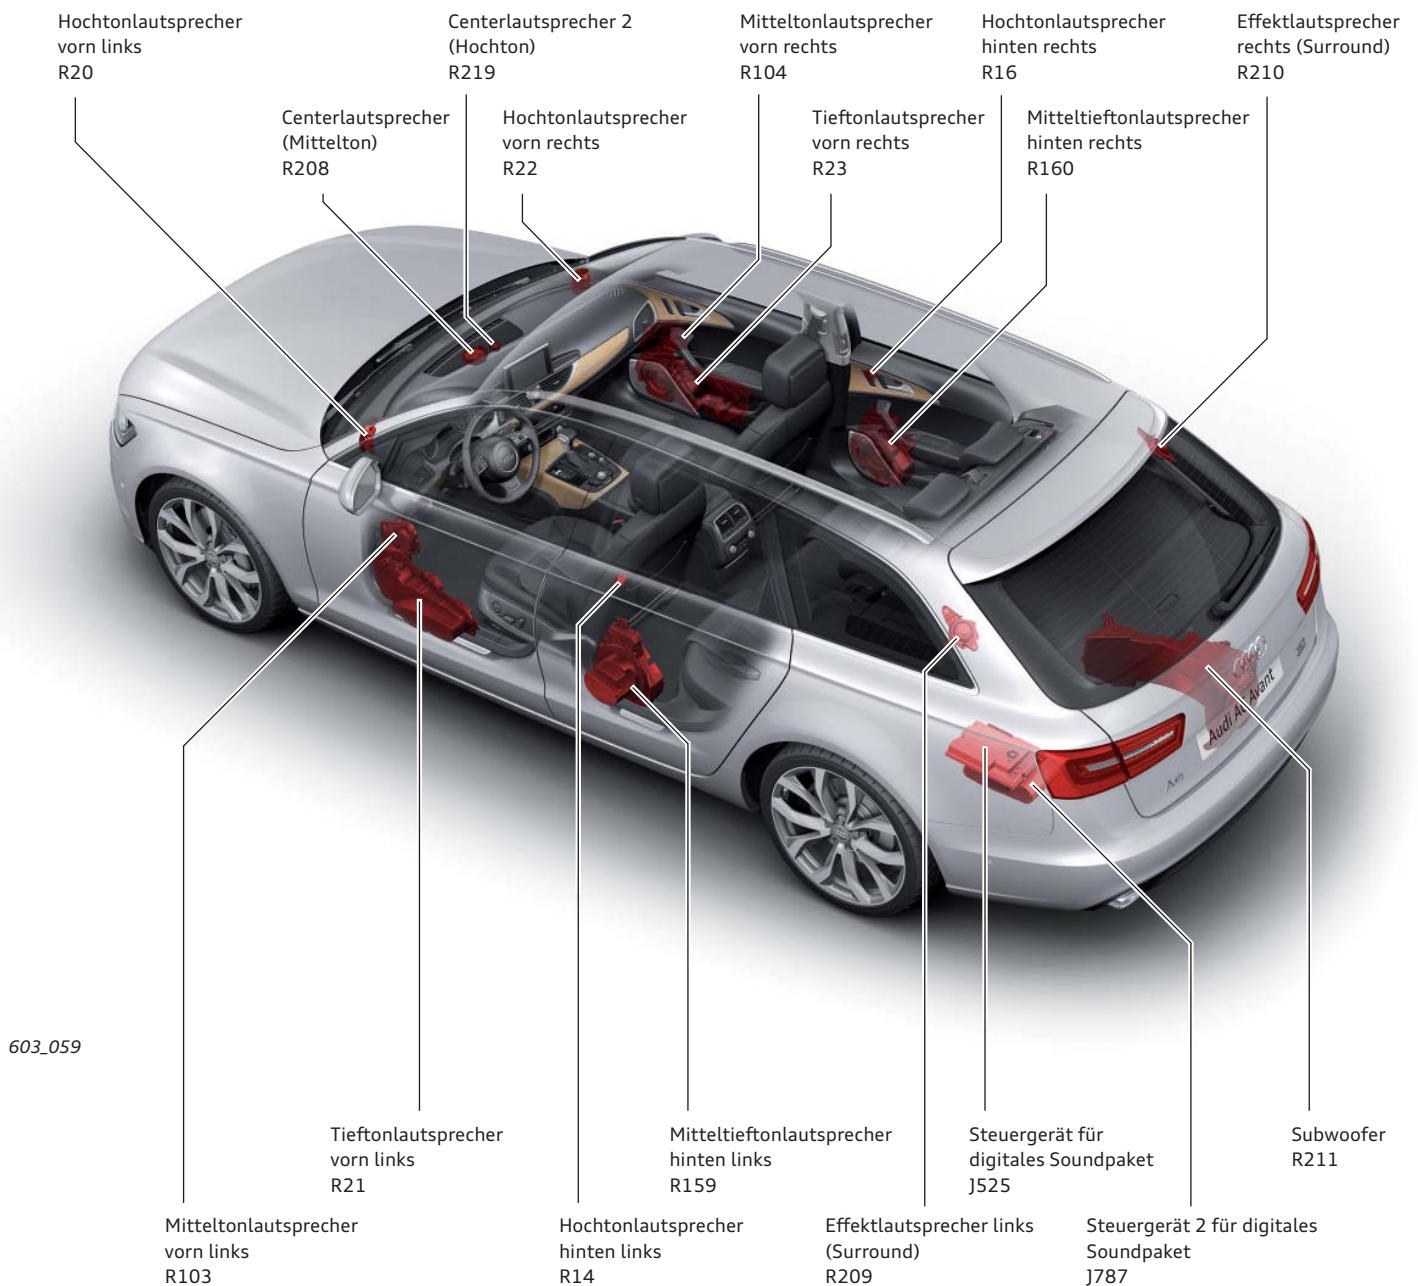 Hochtonlautsprecher
vorn links
R20
Centerlautsprecher 2
(Hochton)
R219
Mitteltonlautsprecher
vorn rechts
R104
Hochtonlautsprecher
hinten rechts
R16
Effektlautsprecher
rechts (Surround)
R210
Centerlautsprecher
(Mittelton)
R208
Hochtonlautsprecher
vorn rechts
R22
Tieftonlautsprecher
vorn rechts
R23
Mitteltieftonlautsprecher
hinten rechts
R160
Audi A6 Avant
A6
603_059
Tieftonlautsprecher
vorn links
R21
Mitteltieftonlautsprecher
hinten links
R159
Steuergerät für
digitales Soundpaket
J525
Subwoofer
R211
Mitteltonlautsprecher
vorn links
R103
Hochtonlautsprecher
hinten links
R14
Effektlautsprecher links
(Surround)
R209
Steuergerät 2 für digitales
Soundpaket
J787